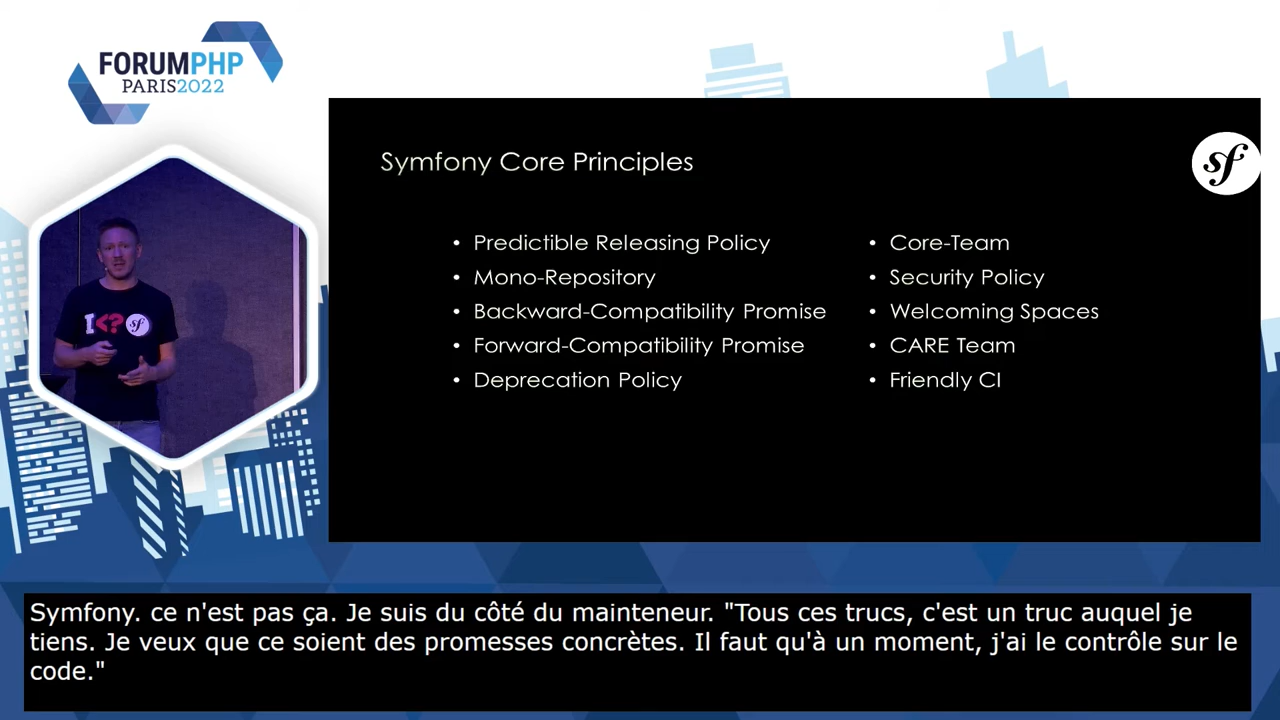 FORUMPHP
PARIS2022
Symfony Core Principles
sf
• Predictible Releasing Policy
• Mono-Repository
• Backward-Compatibility Promise
• Forward-Compatibility Promise
• Deprecation Policy
• Core-Team
• Security Policy
• Welcoming Spaces
• CARE Team
• Friendly CI
I <? sf
Symfony. ce n'est pas ça. Je suis du côté du mainteneur. "Tous ces trucs, c'est un truc auquel je
tiens. Je veux que ce soient des promesses concrètes. Il faut qu'à un moment, j'ai le contrôle sur le
code."